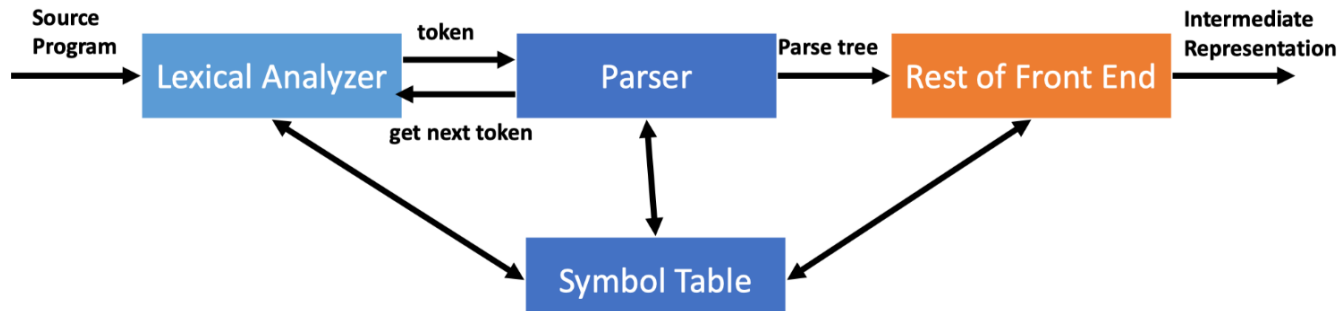 Source
Program
Lexical Analyzer
token
get next token
Parser
Parse tree
Rest of Front End
Intermediate
Representation
Symbol Table